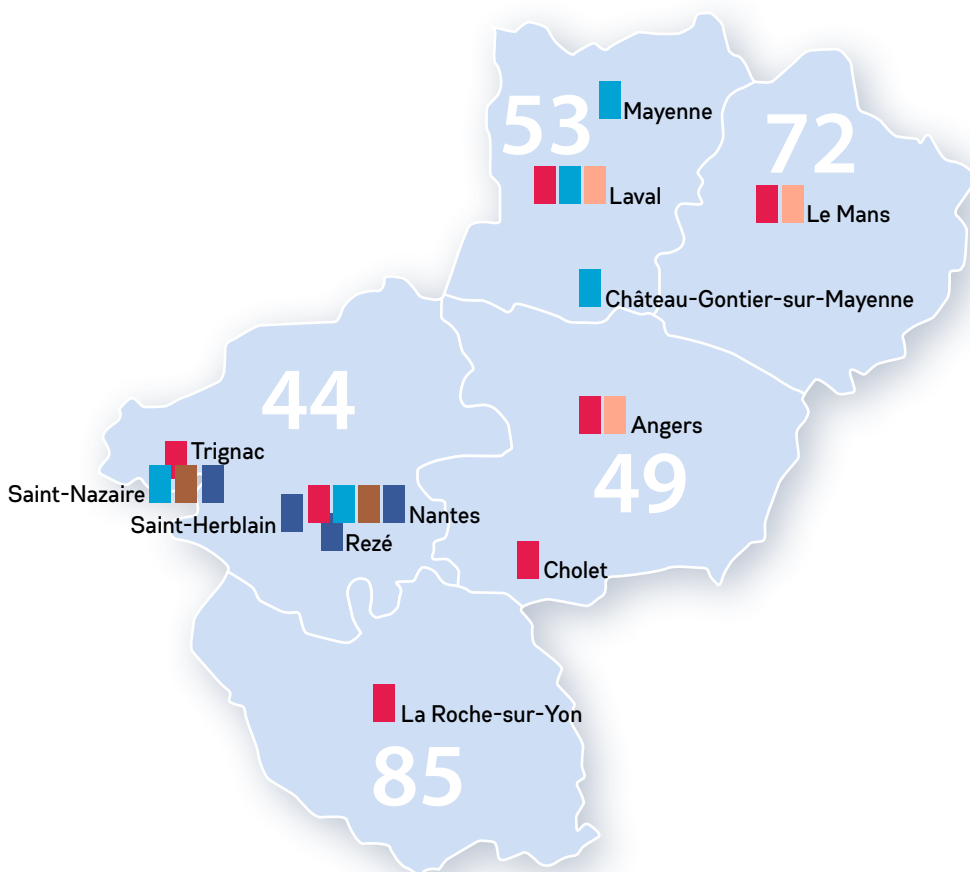 53
Mayenne
72
Laval
Le Mans
Château-Gontier-sur-Mayenne
44
Angers
Trignac
49
Saint-Nazaire
Saint-Herblain
Nantes
Rezé
Cholet
La Roche-sur-Yon
85